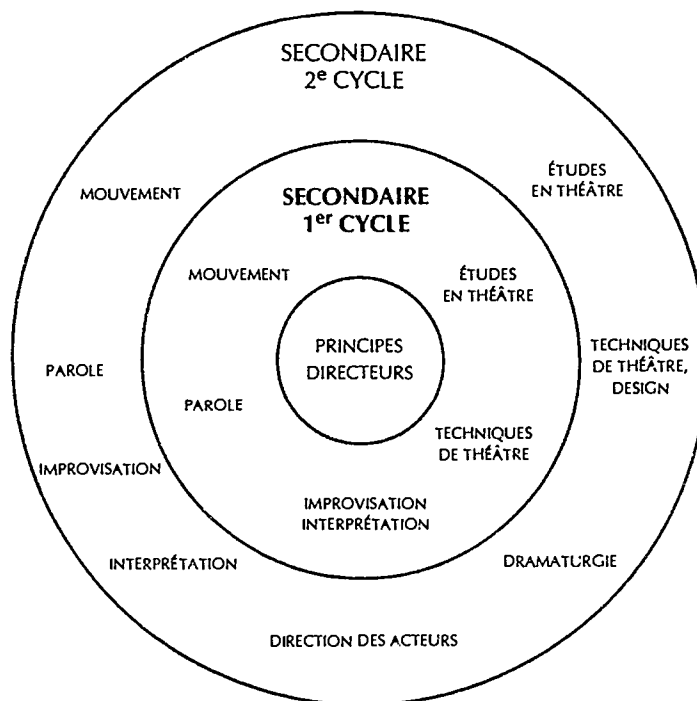 SECONDAIRE
2e CYCLE
MOUVEMENT
ÉTUDES
EN THÉÂTRE
SECONDAIRE
1er CYCLE
MOUVEMENT
ÉTUDES
EN THÉÂTRE
PRINCIPES
DIRECTEURS
PAROLE
TECHNIQUES
DE THÉÂTRE,
DESIGN
PAROLE
TECHNIQUES
DE THÉÂTRE
IMPROVISATION
IMPROVISATION
INTERPRÉTATION
INTERPRÉTATION
DRAMATURGIE
DIRECTION DES ACTEURS